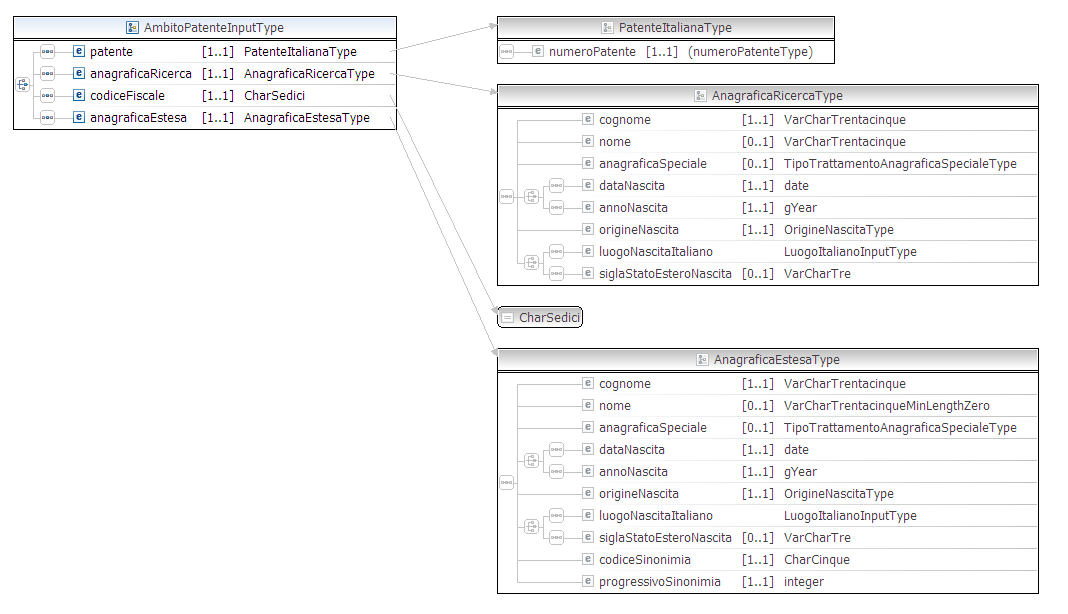 AmbitoPatenteInputType
patente [1..1] PatenteItalianaType
anagraficaRicerca [1..1] AnagraficaRicercaType
codiceFiscale [1..1] CharSedici
anagraficaEstesa [1..1] AnagraficaEstesaType
PatenteItalianaType
numeroPatente [1..1] (numeroPatenteType)
AnagraficaRicercaType
cognome [1..1] VarCharTrentacinque
nome [0..1] VarCharTrentacinque
anagraficaSpeciale [0..1] TipoTrattamentoAnagraficaSpecialeType
dataNascita [1..1] date
annoNascita [1..1] gYear
origineNascita [1..1] OrigineNascitaType
luogoNascitaItaliano LuogoItalianoInputType
siglaStatoEsteroNascita [0..1] VarCharTre
CharSedici
AnagraficaEstesaType
cognome [1..1] VarCharTrentacinque
nome [0..1] VarCharTrentacinqueMinLengthZero
anagraficaSpeciale [0..1] TipoTrattamentoAnagraficaSpecialeType
dataNascita [1..1] date
annoNascita [1..1] gYear
origineNascita [1..1] OrigineNascitaType
luogoNascitaItaliano LuogoItalianoInputType
siglaStatoEsteroNascita [0..1] VarCharTre
codiceSinonimia [1..1] CharCinque
progressivoSinonimia [1..1] integer